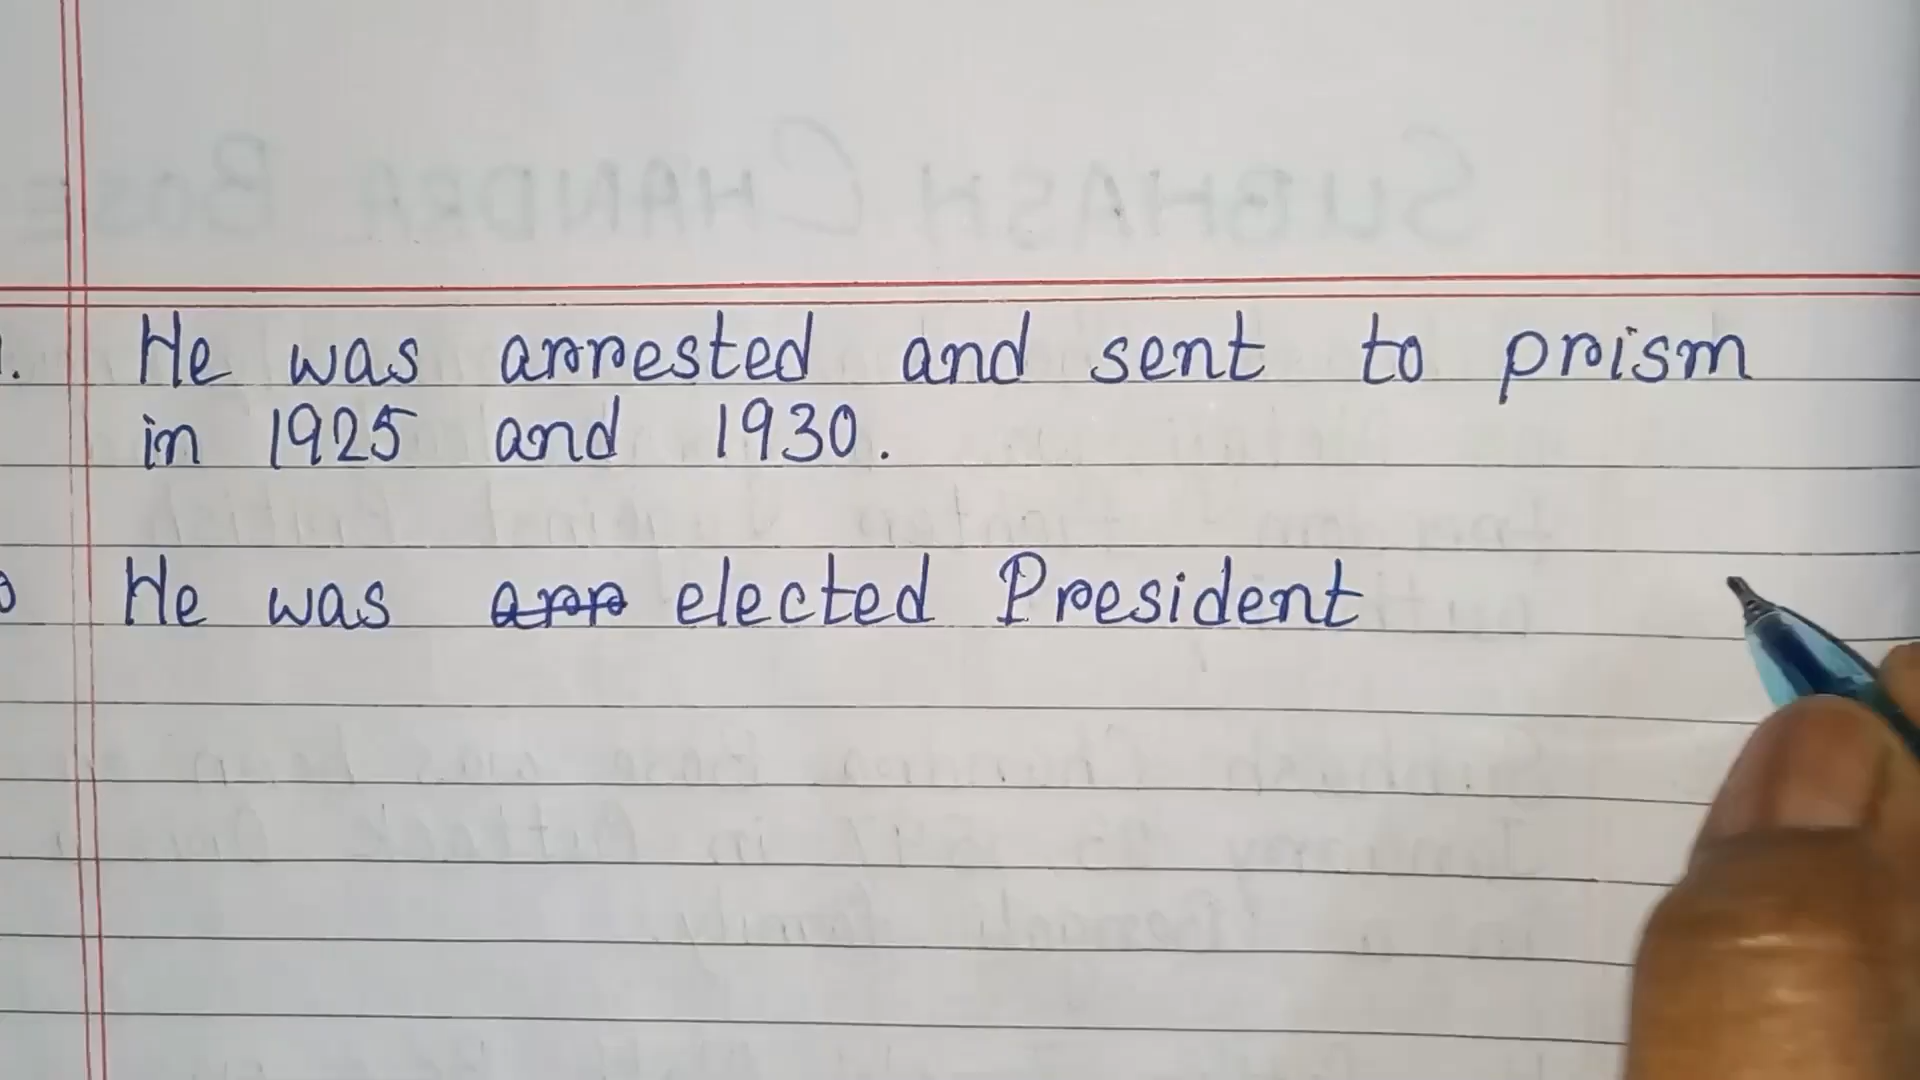 He was arrested and sent to prism
in 1925 and 1930.
He was elected President